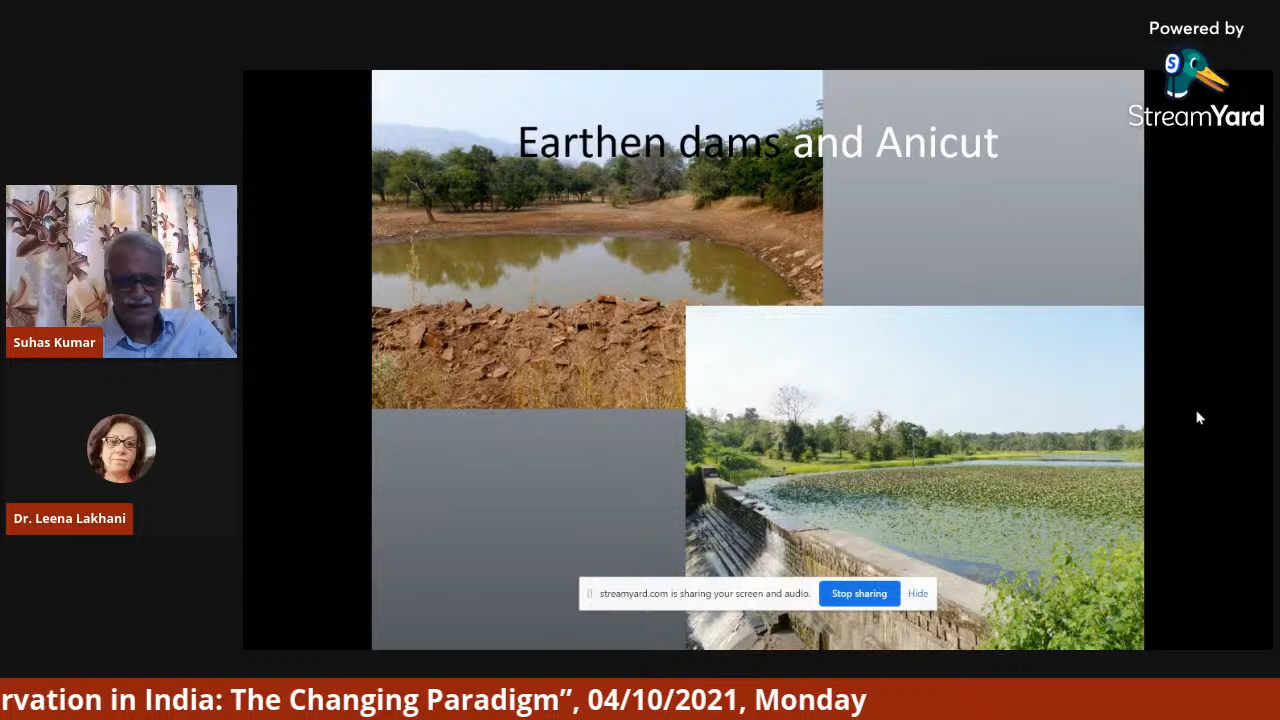 Powered by
StreamYard
Earthen dams and Anicut
Suhas Kumar
Dr. Leena Lakhani
streamyard.com is sharing your screen and audio. Stop sharing Hide
rvation in India: The Changing Paradigm”, 04/10/2021, Monday